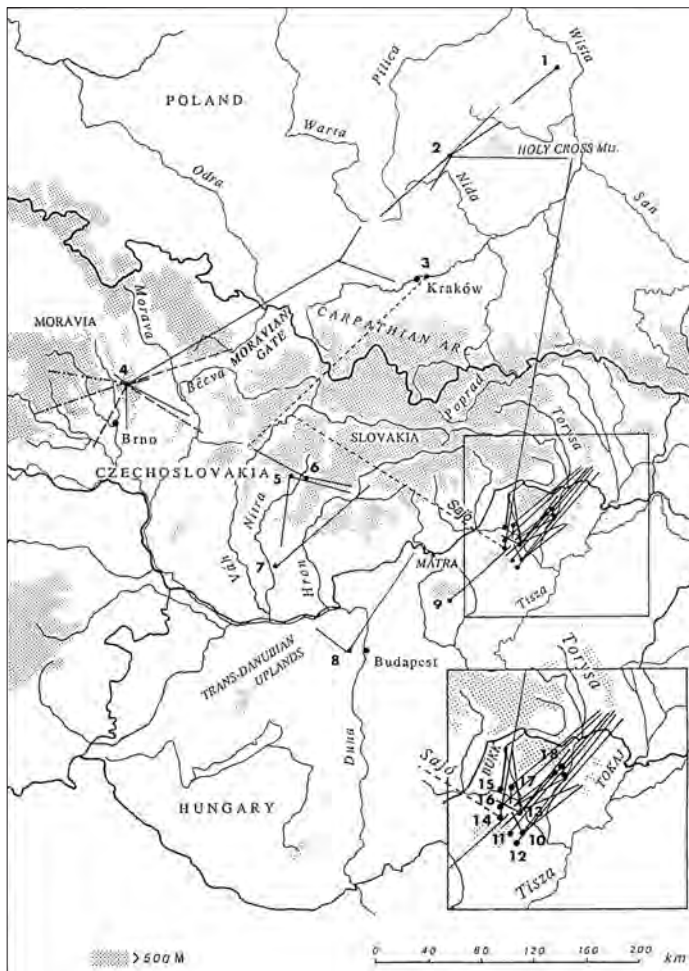 1
Wista
Pilica
POLAND
Warta
2
HOLY CROSS Mts.
Odra
Nida
San
3
Kraków
CARPATHIAN AR
MORAVIA
Morava
MORAVIAN
GATE
4
Bečva
Poprad
Torysa
Brno
SLOVAKIA
CZECHOSLOVAKIA
5
6
Nitra
Sajó
Váh
7
Hron
MÁTRA
9
Tisza
8
Budapest
TRANS-DANUBIAN
UPLANDS
Duna
HUNGARY
Torysa
BUKK
Sajó
18
TOKAJ
15
17
16
13
14
11
10
12
Tisza
>500 M
0 40 80 120 160 200
km